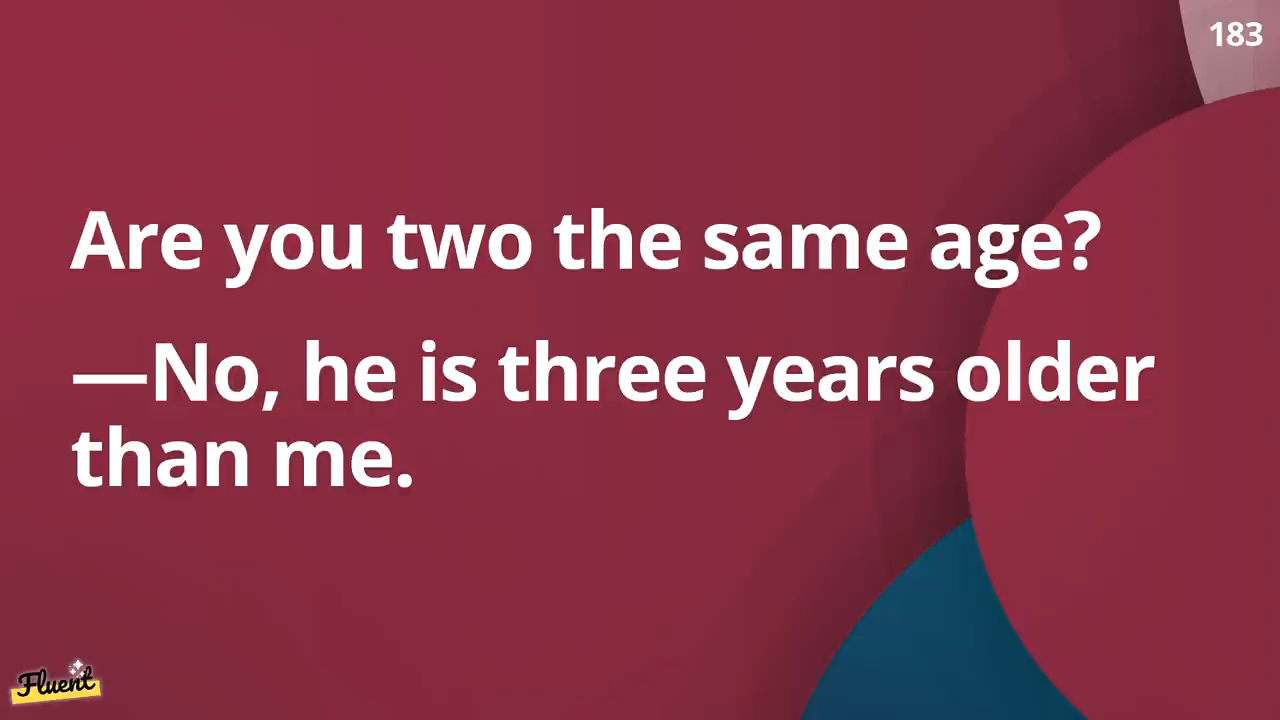 183
Are you two the same age?
—No, he is three years older
than me.
Fluent